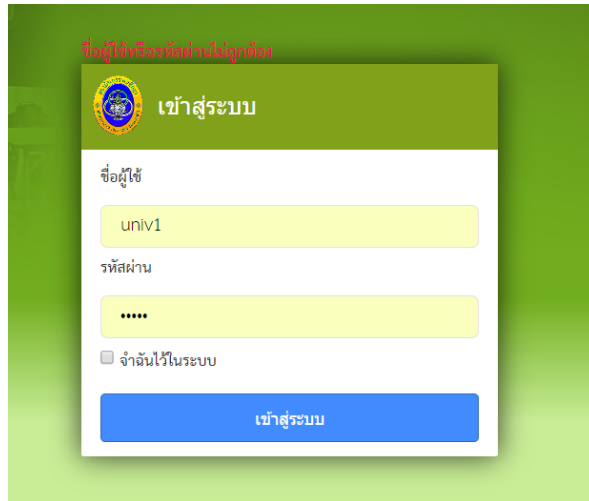 ชื่อผู้ใช้หรือรหัสผ่านไม่ถูกต้อง
เข้าสู่ระบบ
ชื่อผู้ใช้
univ1
รหัสผ่าน
•••••
จำฉันไว้ในระบบ
เข้าสู่ระบบ